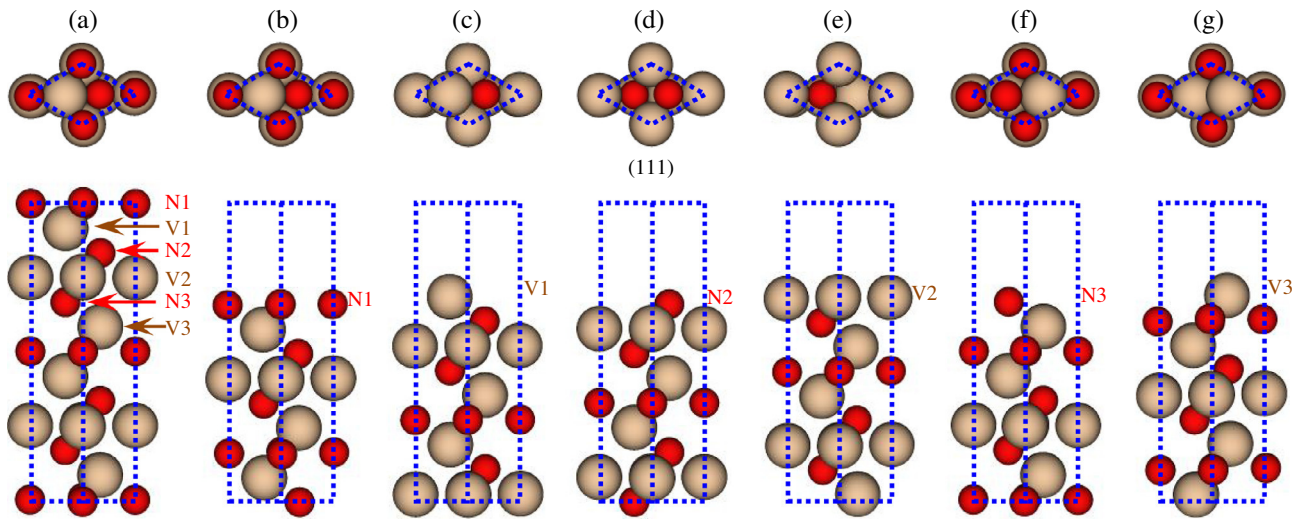 (a) (b) (c) (d) (e) (f) (g)
(111)
N1
V1
N2
V2
N3
V3
N1
V1
N2
V2
N3
V3